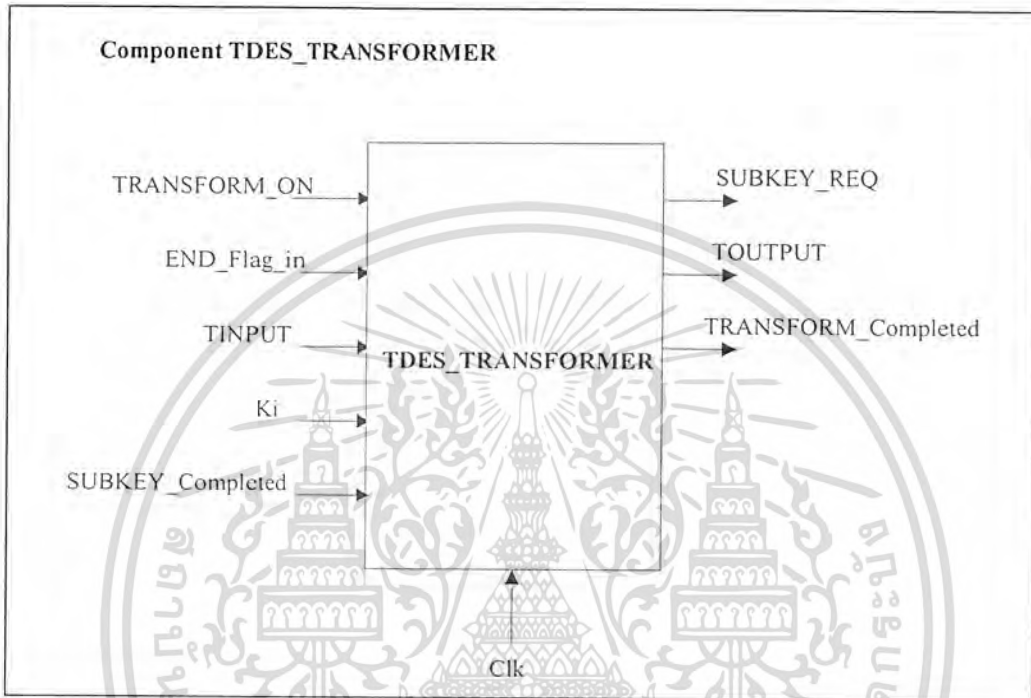 Component TDES_TRANSFORMER
TRANSFORM_ON
END_Flag_in
TINPUT
Ki
SUBKEY_Completed
TDES_TRANSFORMER
SUBKEY_REQ
TOUTPUT
TRANSFORM_Completed
Clk